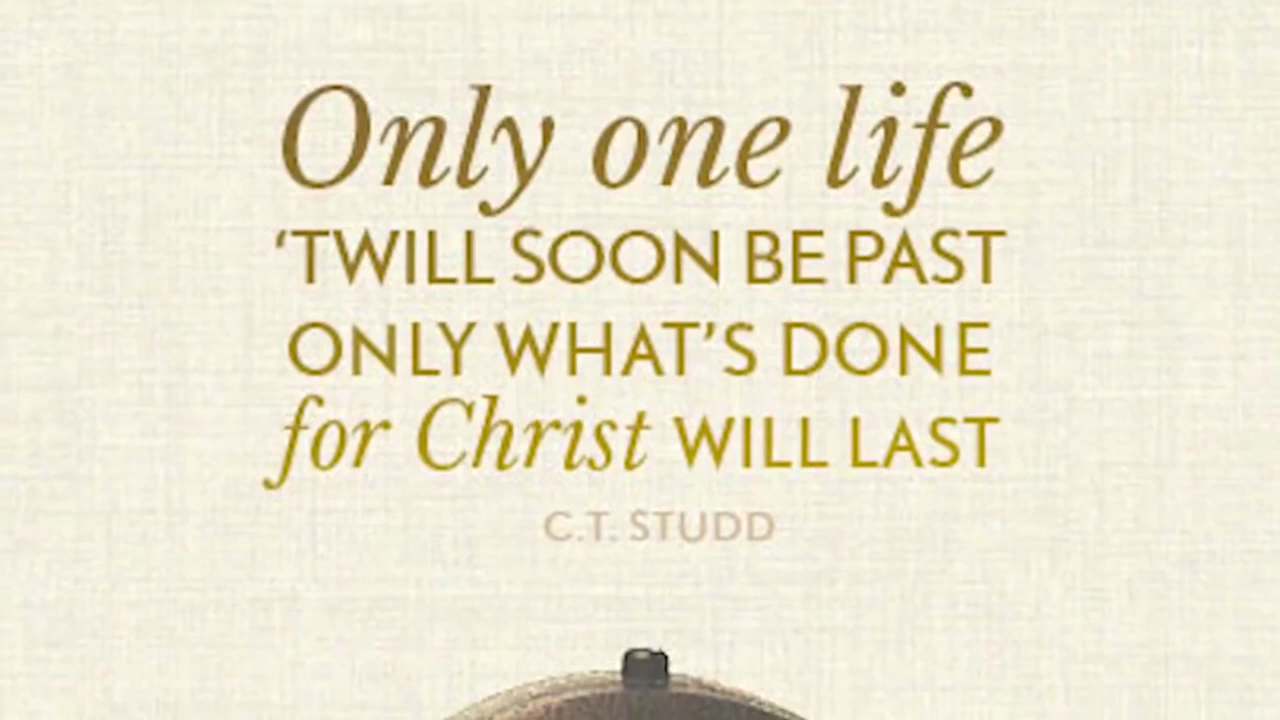 Only one life
‘TWILL SOON BE PAST
ONLY WHAT’S DONE
for Christ WILL LAST
C.T. STUDD